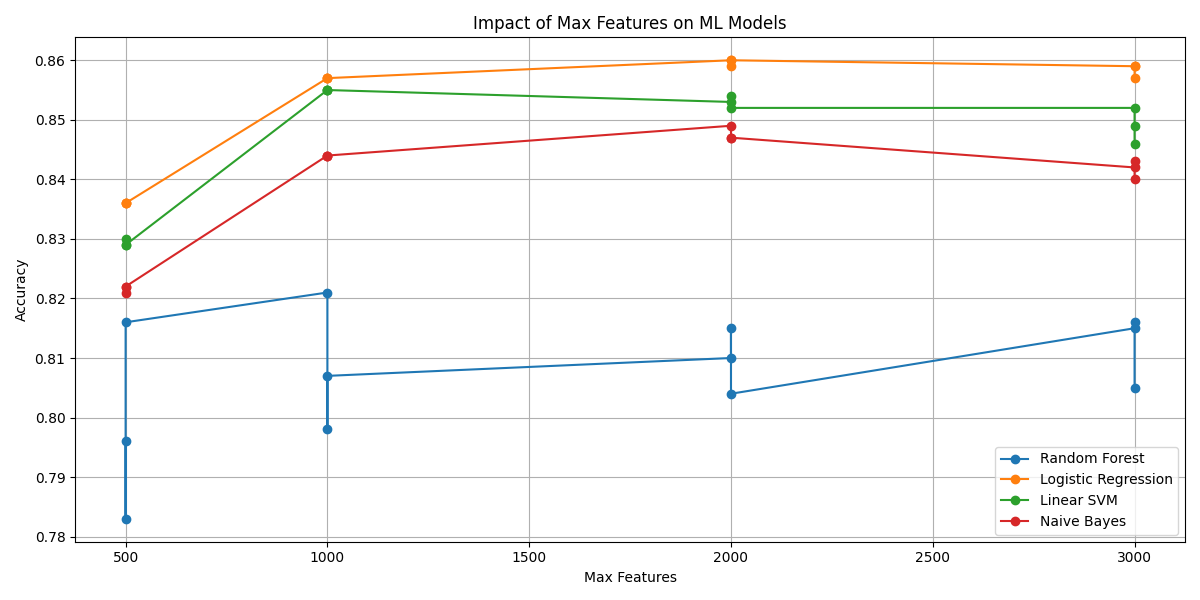 Impact of Max Features on ML Models
Accuracy
0.86
0.85
0.84
0.83
0.82
0.81
0.80
0.79
0.78
500
1000
1500
2000
2500
3000
Max Features
Random Forest
Logistic Regression
Linear SVM
Naive Bayes